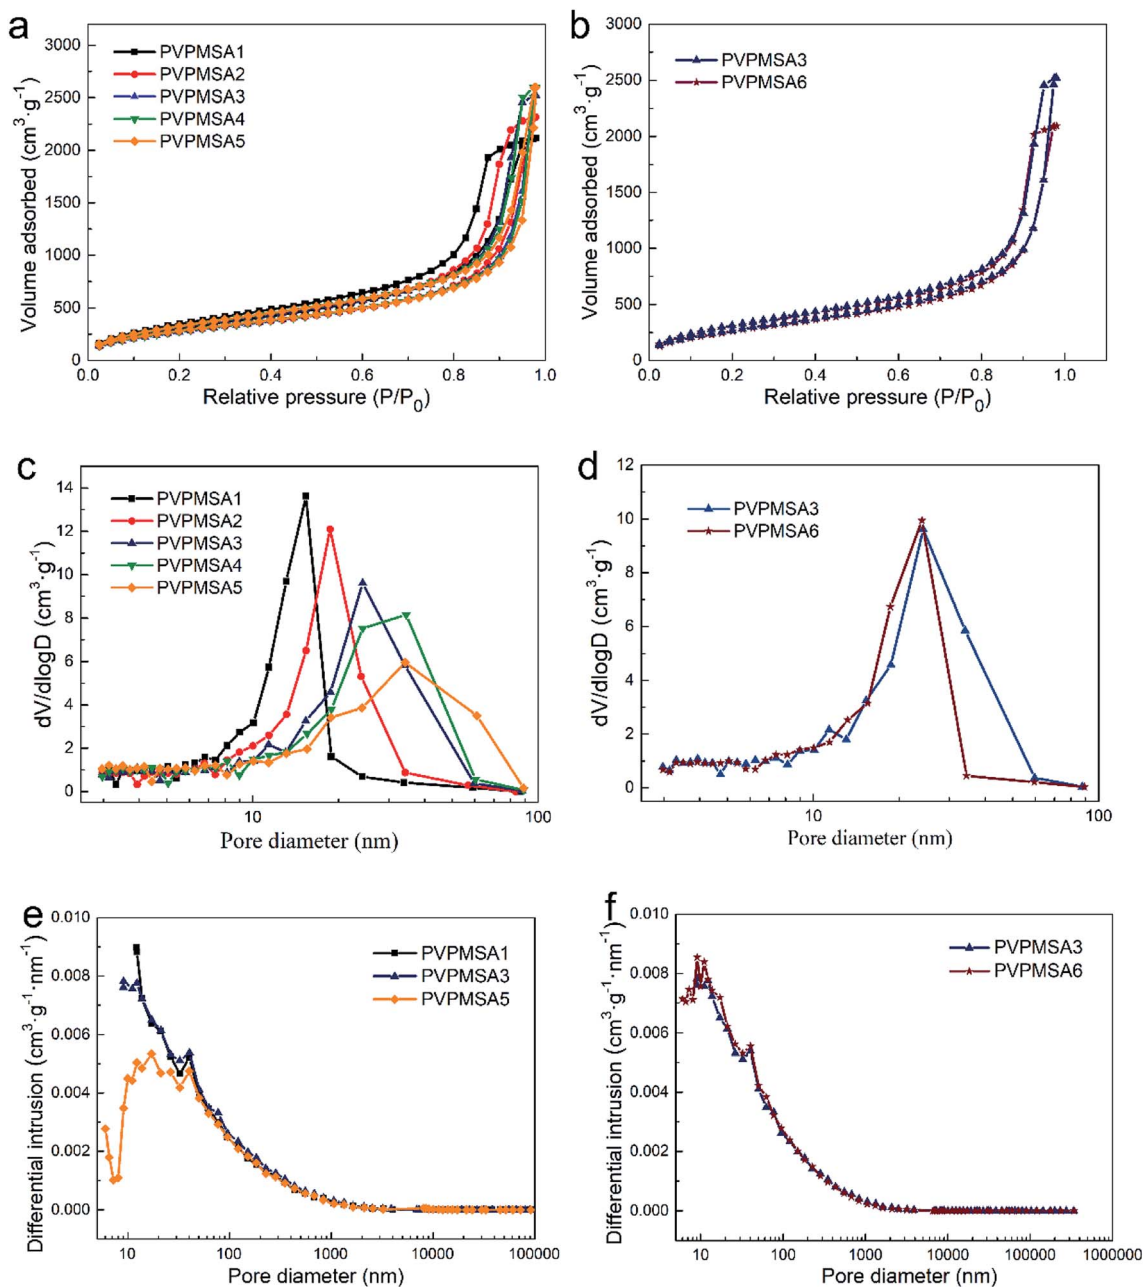 a
3000
2500
2000
1500
1000
500
0
Volume adsorbed (cm³·g⁻¹)
PVPMSA1
PVPMSA2
PVPMSA3
PVPMSA4
PVPMSA5
0.0 0.2 0.4 0.6 0.8 1.0
Relative pressure (P/P₀)
b
3000
2500
2000
1500
1000
500
0
Volume adsorbed (cm³·g⁻¹)
PVPMSA3
PVPMSA6
0.0 0.2 0.4 0.6 0.8 1.0
Relative pressure (P/P₀)
c
14
12
10
8
6
4
2
0
dV/dlogD (cm³·g⁻¹)
PVPMSA1
PVPMSA2
PVPMSA3
PVPMSA4
PVPMSA5
10 100
Pore diameter (nm)
d
12
10
8
6
4
2
0
dV/dlogD (cm³·g⁻¹)
PVPMSA3
PVPMSA6
10 100
Pore diameter (nm)
e
0.010
0.008
0.006
0.004
0.002
0.000
Differential intrusion (cm³·g⁻¹·nm⁻¹)
PVPMSA1
PVPMSA3
PVPMSA5
10 100 1000 10000 100000
Pore diameter (nm)
f
0.010
0.008
0.006
0.004
0.002
0.000
Differential intrusion (cm³·g⁻¹·nm⁻¹)
PVPMSA3
PVPMSA6
10 100 1000 10000 100000 1000000
Pore diameter (nm)